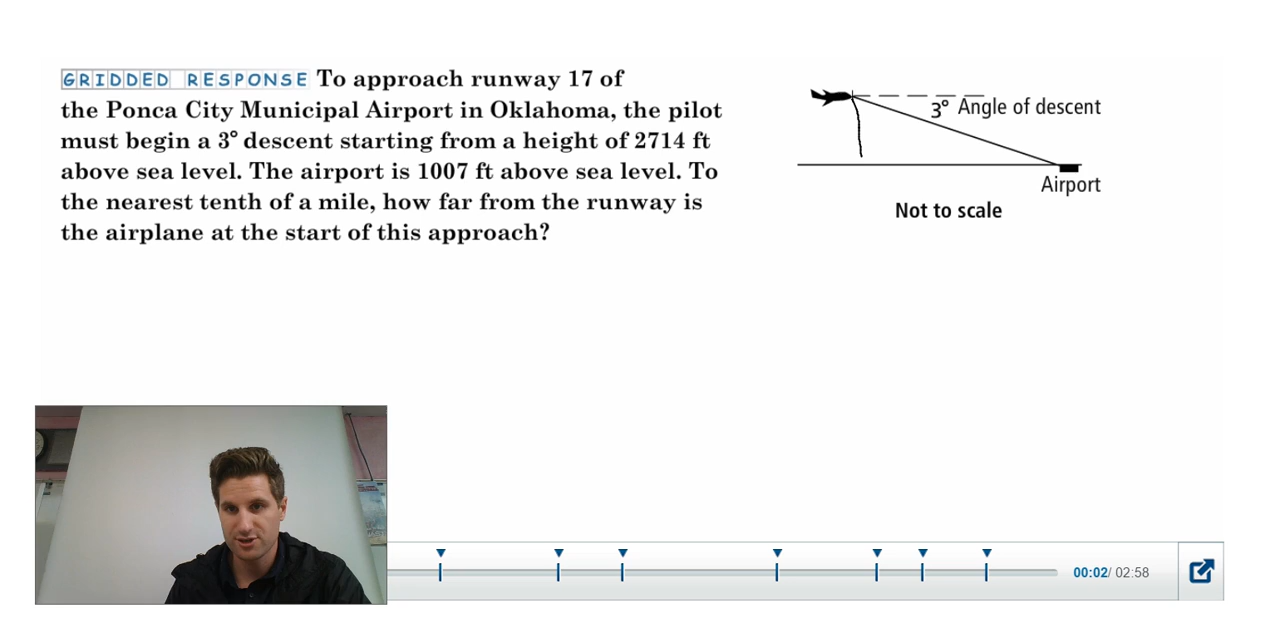 GRIDDED RESPONSE To approach runway 17 of
the Ponca City Municipal Airport in Oklahoma, the pilot
must begin a 3° descent starting from a height of 2714 ft
above sea level. The airport is 1007 ft above sea level. To
the nearest tenth of a mile, how far from the runway is
the airplane at the start of this approach?
3° Angle of descent
Airport
Not to scale
00:02/ 02:58